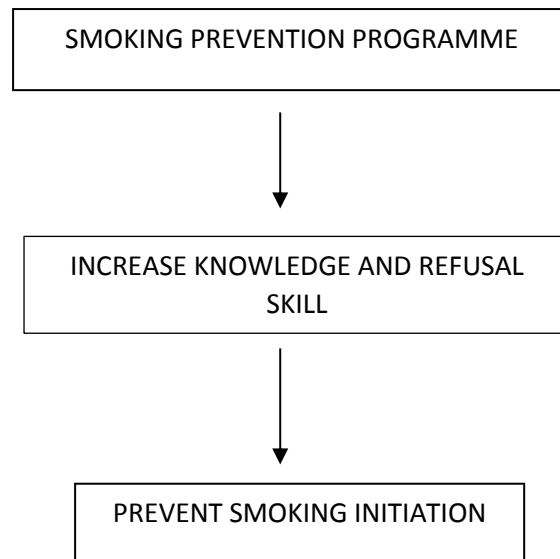 SMOKING PREVENTION PROGRAMME
INCREASE KNOWLEDGE AND REFUSAL
SKILL
PREVENT SMOKING INITIATION